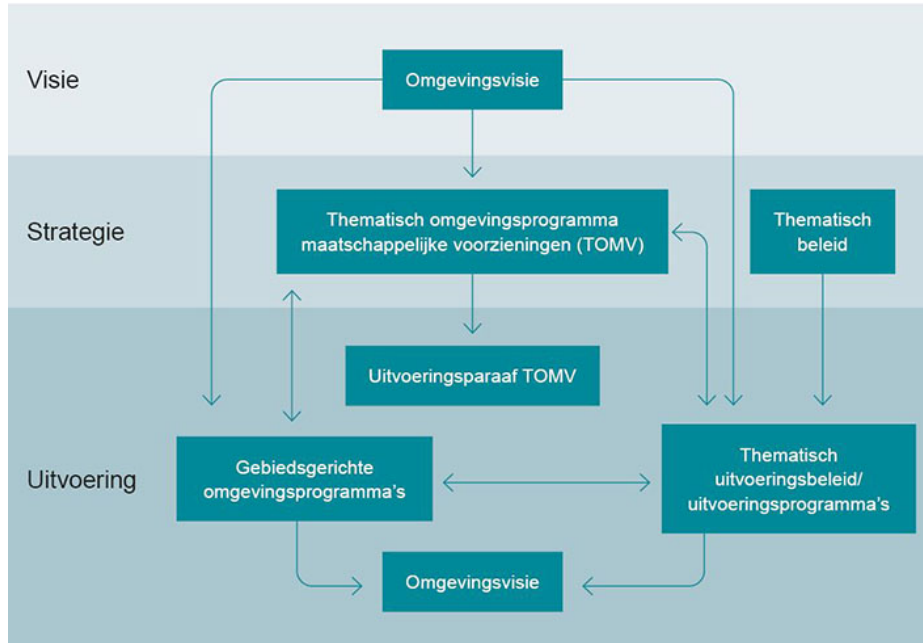 Visie
Omgevingsvisie
Strategie
Thematisch omgevingsprogramma
maatschappelijke voorzieningen (TOMV)
Thematisch
beleid
Uitvoeringsparaaf TOMV
Uitvoering
Gebiedsgerichte
omgevingsprogramma's
Thematisch
uitvoeringsbeleid/
uitvoeringsprogramma's
Omgevingsvisie